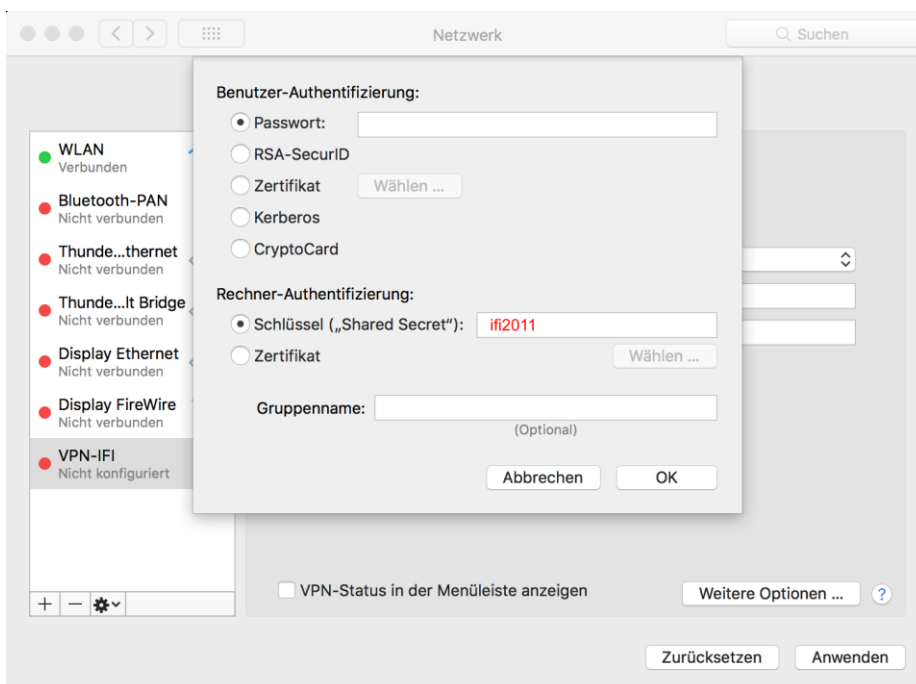 Netzwerk
Suchen
Benutzer-Authentifizierung:
Passwort:
RSA-SecurID
Zertifikat Wählen ...
Kerberos
CryptoCard
Rechner-Authentifizierung:
Schlüssel („Shared Secret"): ifi2011
Zertifikat Wählen ...
Gruppenname:
(Optional)
Abbrechen OK
WLAN
Verbunden
Bluetooth-PAN
Nicht verbunden
Thunde...thernet
Nicht verbunden
Thunde...lt Bridge
Nicht verbunden
Display Ethernet
Nicht verbunden
Display FireWire
Nicht verbunden
VPN-IFI
Nicht konfiguriert
VPN-Status in der Menüleiste anzeigen
Weitere Optionen ... ?
Zurücksetzen Anwenden